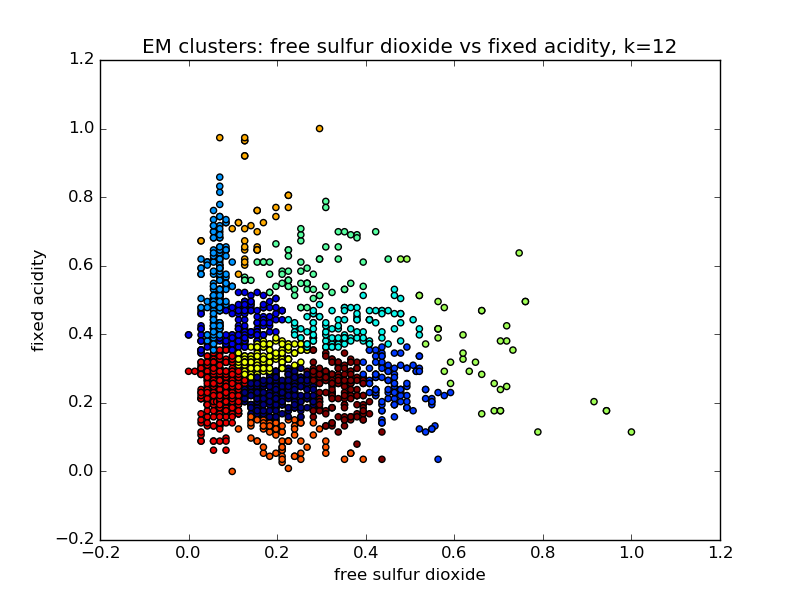 EM clusters: free sulfur dioxide vs fixed acidity, k=12
1.2
1.0
0.8
0.6
0.4
0.2
0.0
−0.2
fixed acidity
−0.2 0.0 0.2 0.4 0.6 0.8 1.0 1.2
free sulfur dioxide